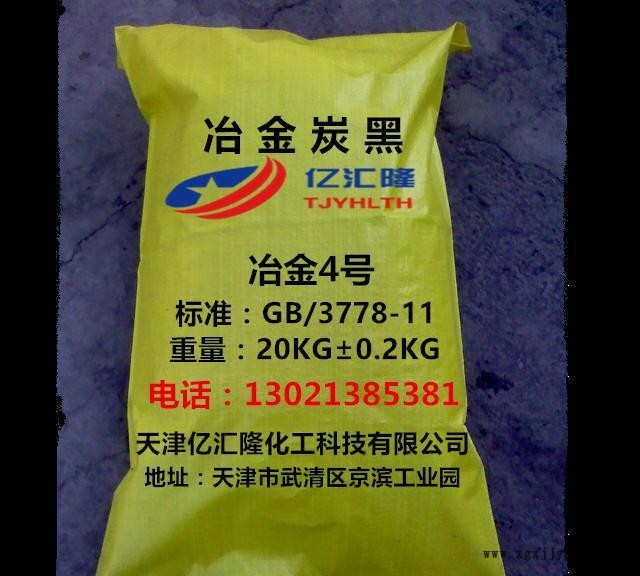 冶金炭黑
亿汇隆
TJYHLTH
冶金4号
标准：GB/3778-11
重量：20KG±0.2KG
电话：13021385381
天津亿汇隆化工科技有限公司
地址：天津市武清区京滨工业园